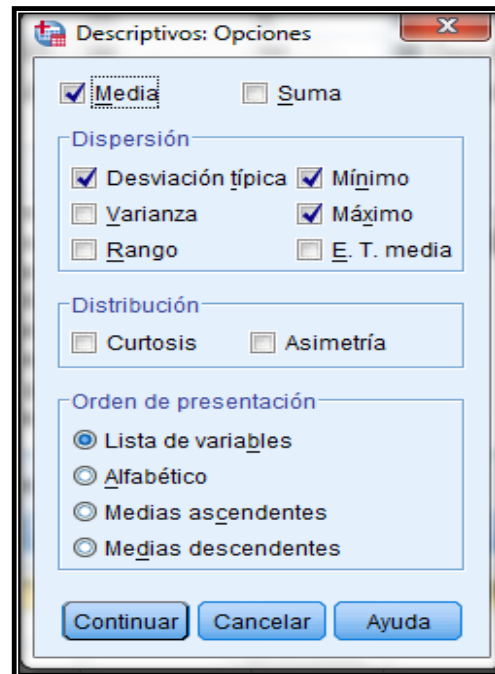 Descriptivos: Opciones
Media Suma
Dispersión
Desviación típica Mínimo
Varianza Máximo
Rango E. T. media
Distribución
Curtosis Asimetría
Orden de presentación
Lista de variables
Alfabético
Medias ascendentes
Medias descendentes
Continuar Cancelar Ayuda